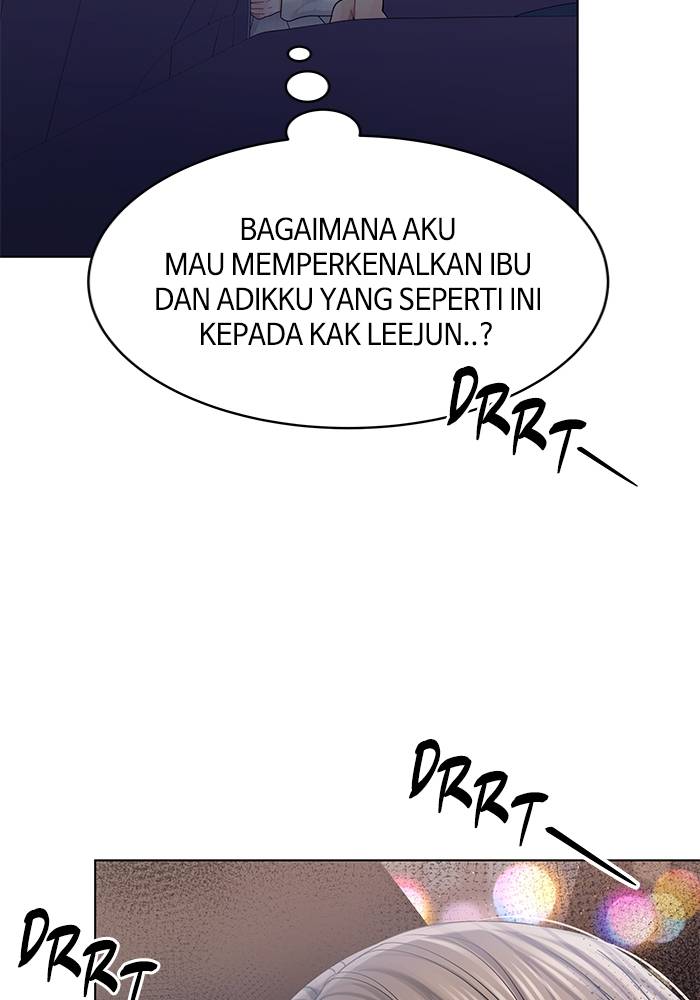 BAGAIMANA AKU
MAU MEMPERKENALKAN IBU
DAN ADIKKU YANG SEPERTI INI
KEPADA KAK LEEJUN..?
DRRT—
DRRT—
DRRT—